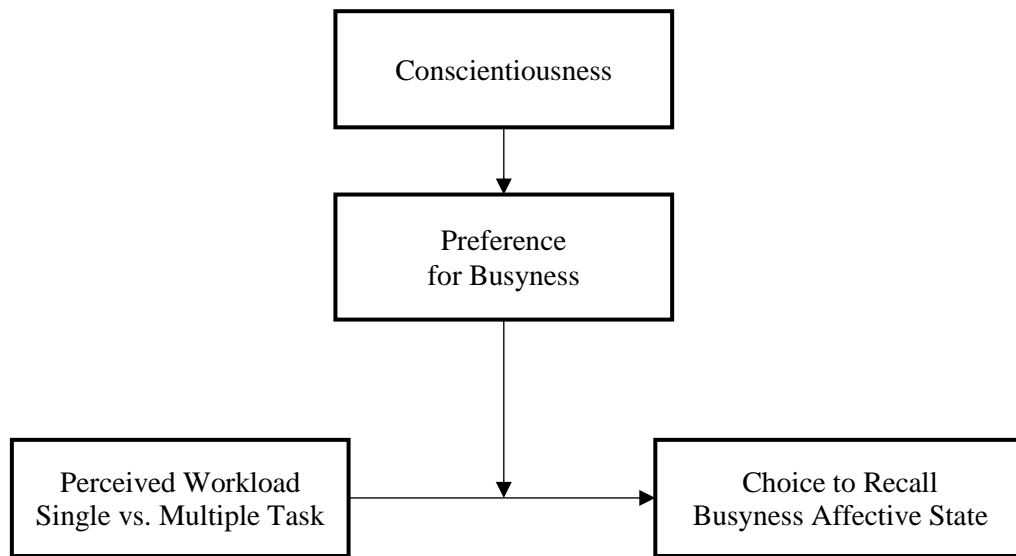 Conscientiousness
Preference
for Busyness
Perceived Workload
Single vs. Multiple Task
Choice to Recall
Busyness Affective State